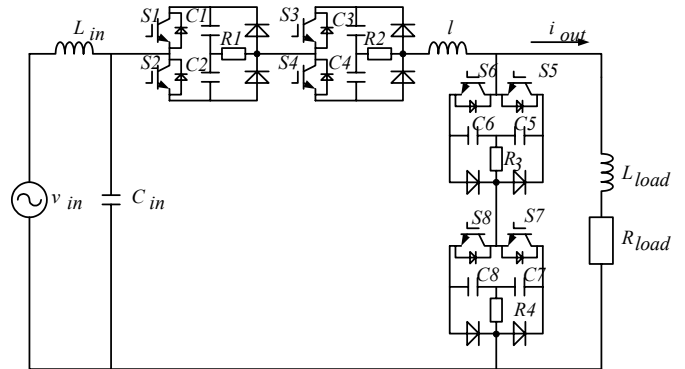 S1 C1 S3 C3
L in R1 R2 l i out
S2 C2 S4 C4
S6 S5
C6 C5
R3
L load
v in C in
S8 S7
R load
C8 C7
R4